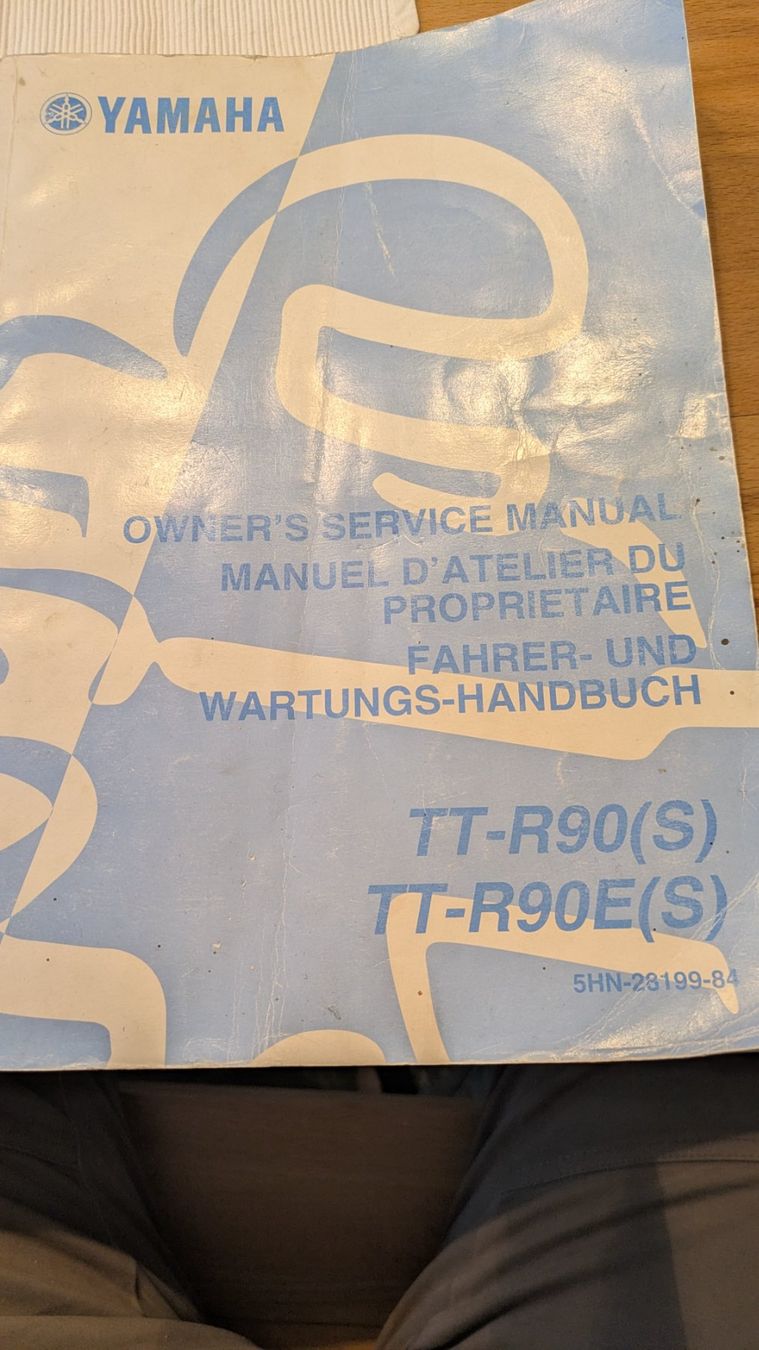 YAMAHA
OWNER'S SERVICE MANUAL
MANUEL D'ATELIER DU
PROPRIETAIRE
FAHRER- UND
WARTUNGS-HANDBUCH
TT-R90(S)
TT-R90E(S)
5HN-28199-84